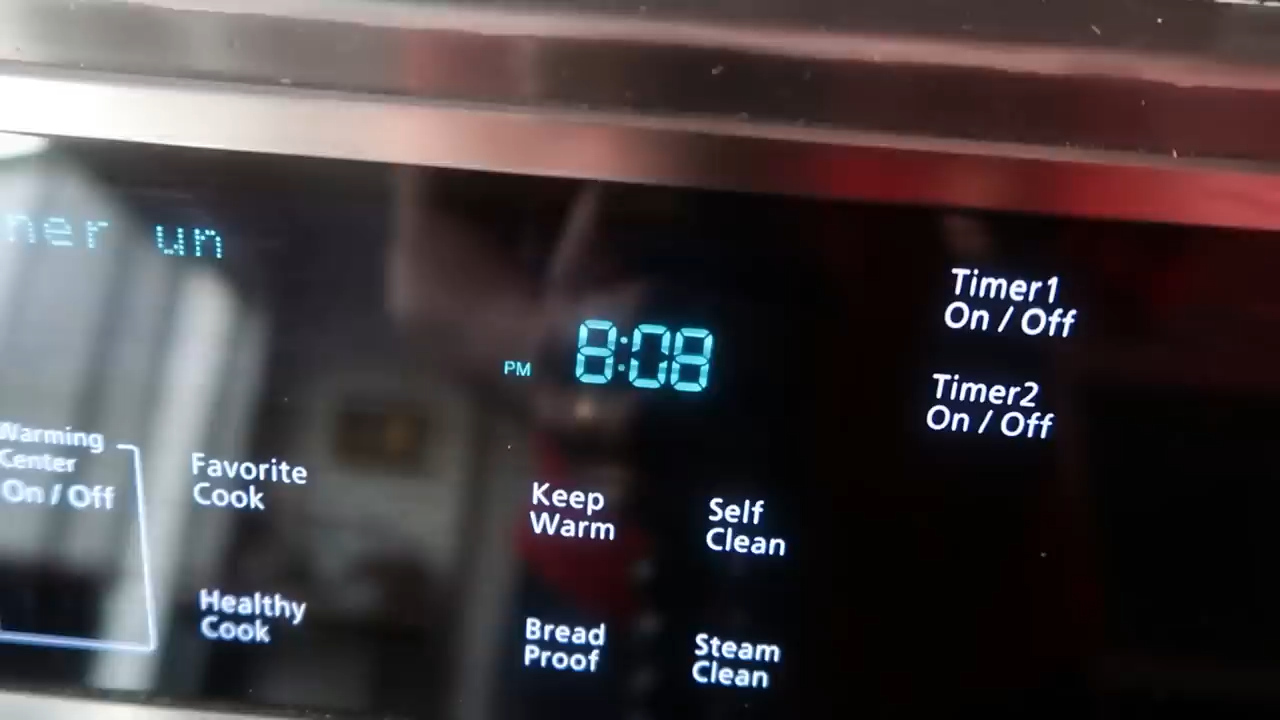 ner un
PM 8:08
Timer1
On / Off
Timer2
On / Off
Warming
Center
On / Off
Favorite
Cook
Keep
Warm
Self
Clean
Healthy
Cook
Bread
Proof
Steam
Clean